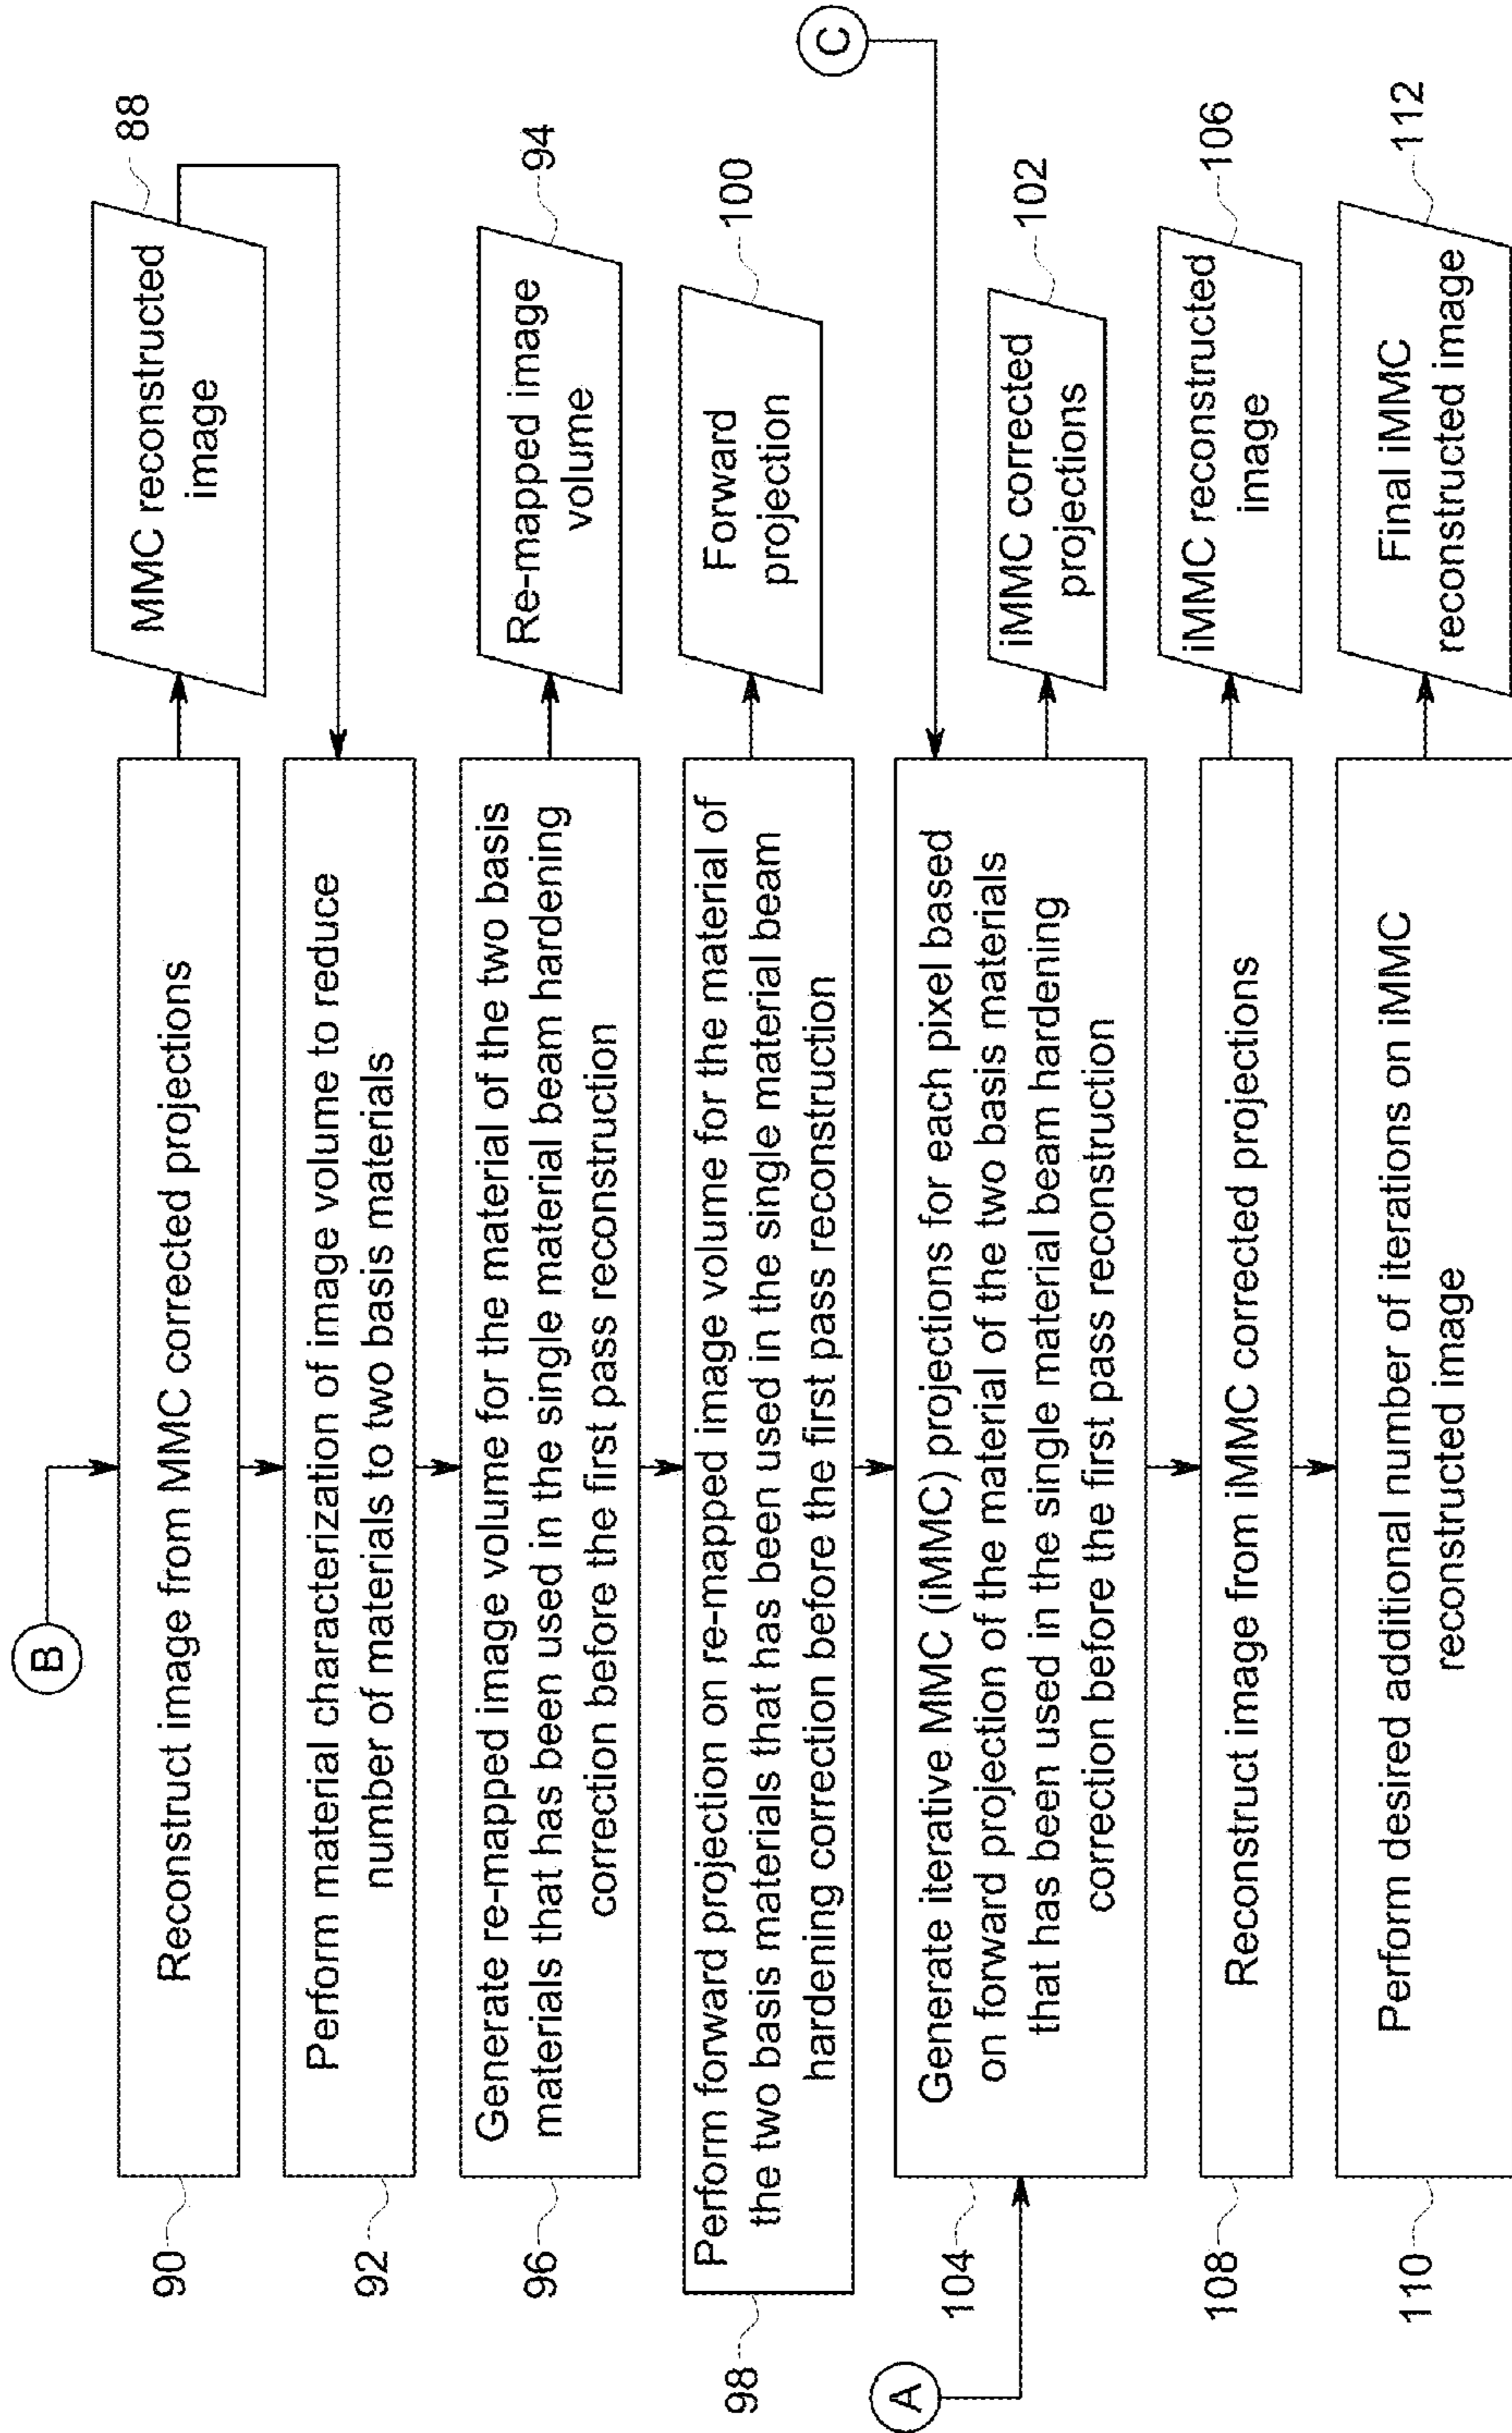 B
90
Reconstruct image from MMC corrected projections
MMC reconstructed
image
88
92
Perform material characterization of image volume to reduce
number of materials to two basis materials
96
Generate re-mapped image volume for the material of the two basis
materials that has been used in the single material beam hardening
correction before the first pass reconstruction
Re-mapped image
volume
94
98
Perform forward projection on re-mapped image volume for the material of
the two basis materials that has been used in the single material beam
hardening correction before the first pass reconstruction
Forward
projection
100
C
A
104
Generate iterative MMC (iMMC) projections for each pixel based
on forward projection of the material of the two basis materials
that has been used in the single material beam hardening
correction before the first pass reconstruction
iMMC corrected
projections
102
108
Reconstruct image from iMMC corrected projections
iMMC reconstructed
image
106
110
Perform desired additional number of iterations on iMMC
reconstructed image
Final iMMC
reconstructed image
112